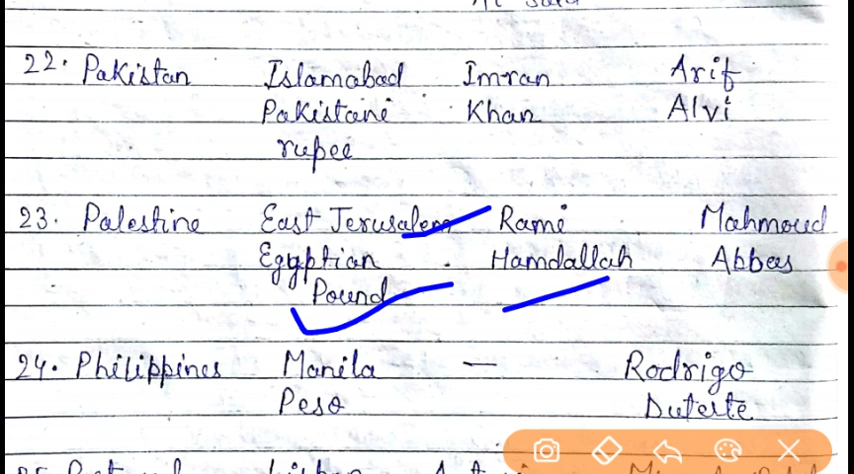 22. Pakistan Islamabad Imran Arif
Pakistani Khan Alvi
rupee
23. Palestine East Jerusalem Rami Mahmoud
Egyptian Hamdallah Abbas
Pound
24. Philippines Manila — Rodrigo
Peso Duterte